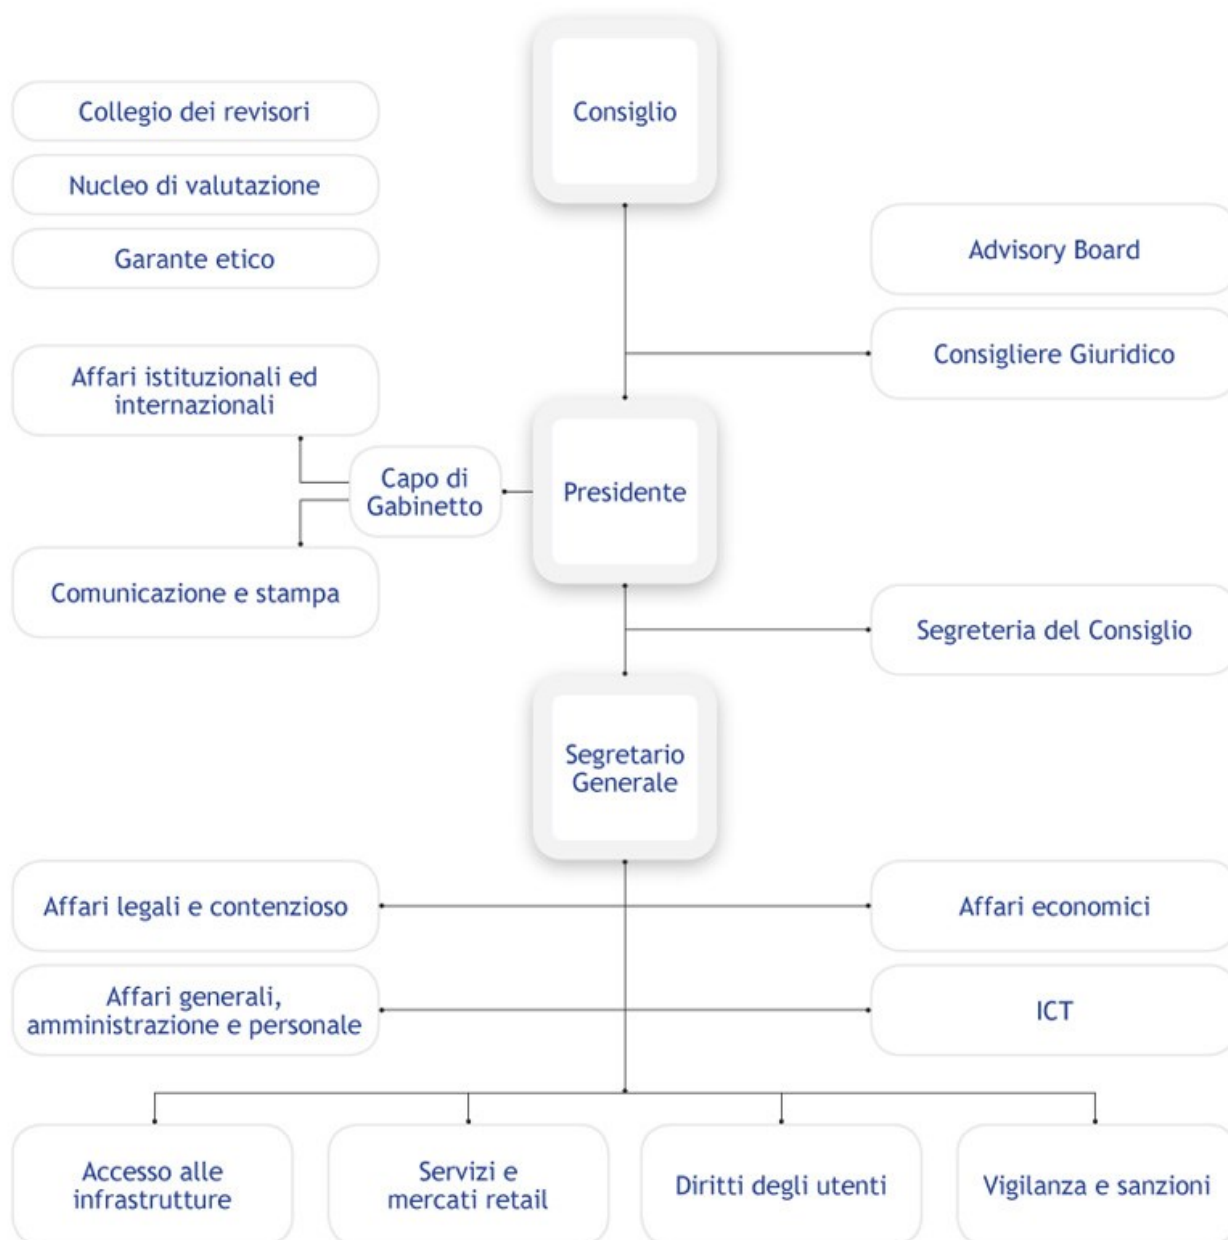 Consiglio
Collegio dei revisori
Nucleo di valutazione
Garante etico
Advisory Board
Consigliere Giuridico
Affari istituzionali ed
internazionali
Capo di
Gabinetto
Presidente
Comunicazione e stampa
Segreteria del Consiglio
Segretario
Generale
Affari legali e contenzioso
Affari economici
Affari generali,
amministrazione e personale
ICT
Accesso alle
infrastrutture
Servizi e
mercati retail
Diritti degli utenti
Vigilanza e sanzioni